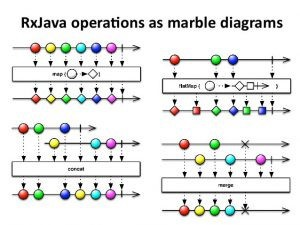 RxJava operations as marble diagrams
map { }
flatMap { }
concat
merge